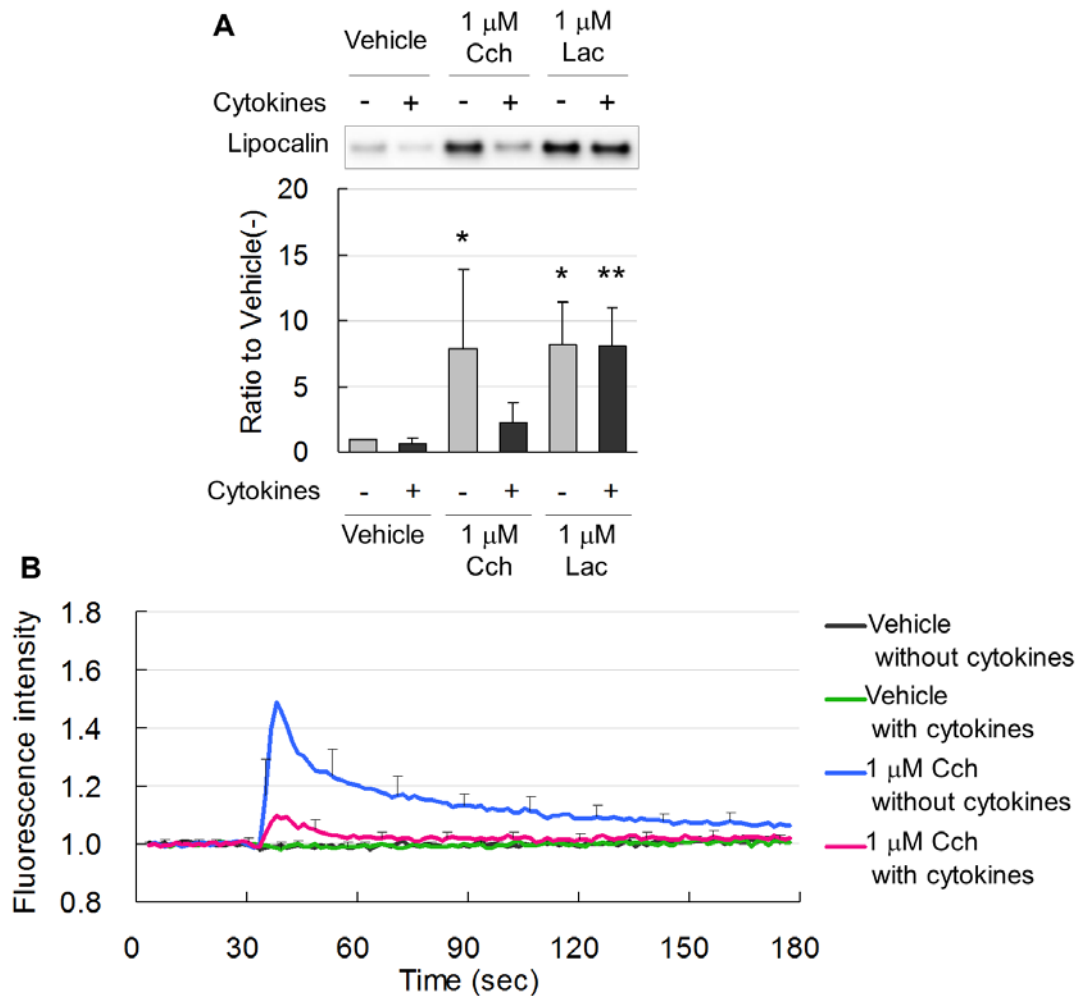 A
Vehicle 1 μM Cch 1 μM Lac
Cytokines - + - + - +
Lipocalin
Ratio to Vehicle(-)
20
15
10
5
0
* * **
Cytokines - + - + - +
Vehicle 1 μM Cch 1 μM Lac
B
Fluorescence intensity
1.8
1.6
1.4
1.2
1.0
0.8
0 30 60 90 120 150 180
Time (sec)
Vehicle
without cytokines
Vehicle
with cytokines
1 μM Cch
without cytokines
1 μM Cch
with cytokines